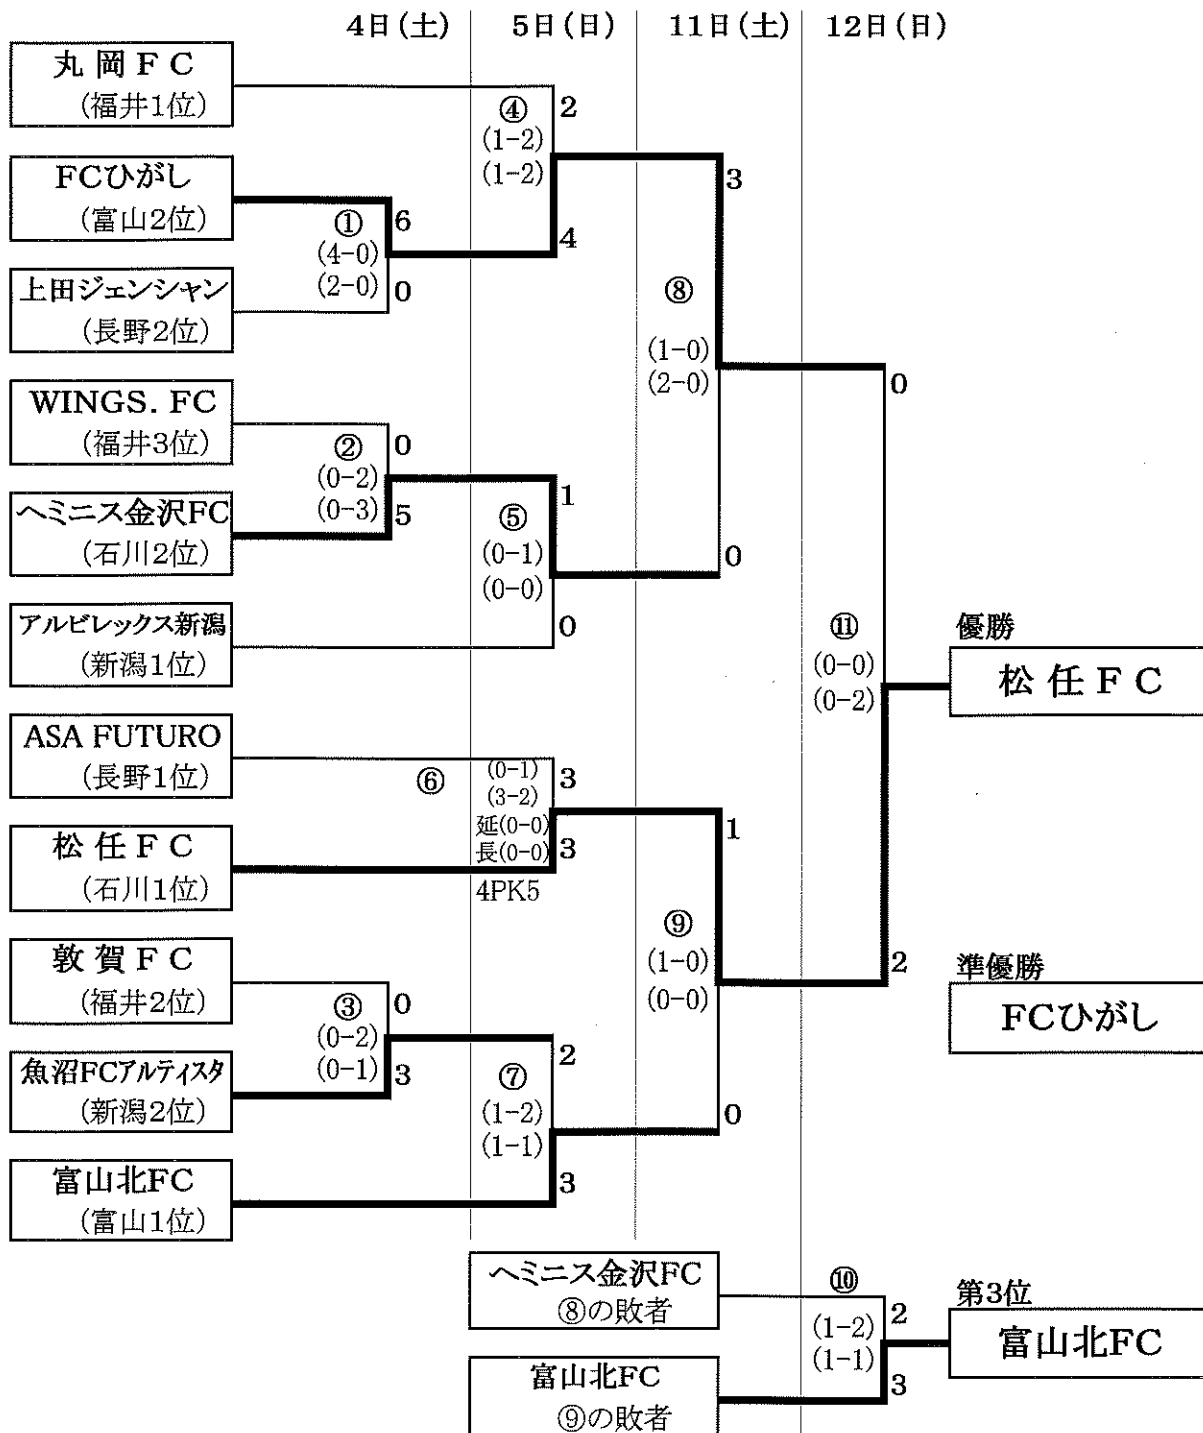 4日(土) 5日(日) 11日(土) 12日(日)
丸岡FC
(福井1位)
FCひがし
(富山2位)
上田ジェンシャン
(長野2位)
WINGS. FC
(福井3位)
ヘミニス金沢FC
(石川2位)
アルビレックス新潟
(新潟1位)
ASA FUTURO
(長野1位)
松任FC
(石川1位)
敦賀FC
(福井2位)
魚沼FCアルティスタ
(新潟2位)
富山北FC
(富山1位)
①
(4-0)
(2-0)
6
0
②
(0-2)
(0-3)
0
5
③
(0-2)
(0-1)
0
3
④
(1-2)
(1-2)
2
4
⑤
(0-1)
(0-0)
1
0
⑥
(0-1)
(3-2)
延(0-0)
長(0-0)
4PK5
3
3
⑦
(1-2)
(1-1)
2
3
⑧
(1-0)
(2-0)
3
0
⑨
(1-0)
(0-0)
1
0
⑪
(0-0)
(0-2)
0
2
優勝
松任FC
準優勝
FCひがし
ヘミニス金沢FC
⑧の敗者
富山北FC
⑨の敗者
⑩
(1-2)
(1-1)
2
3
第3位
富山北FC